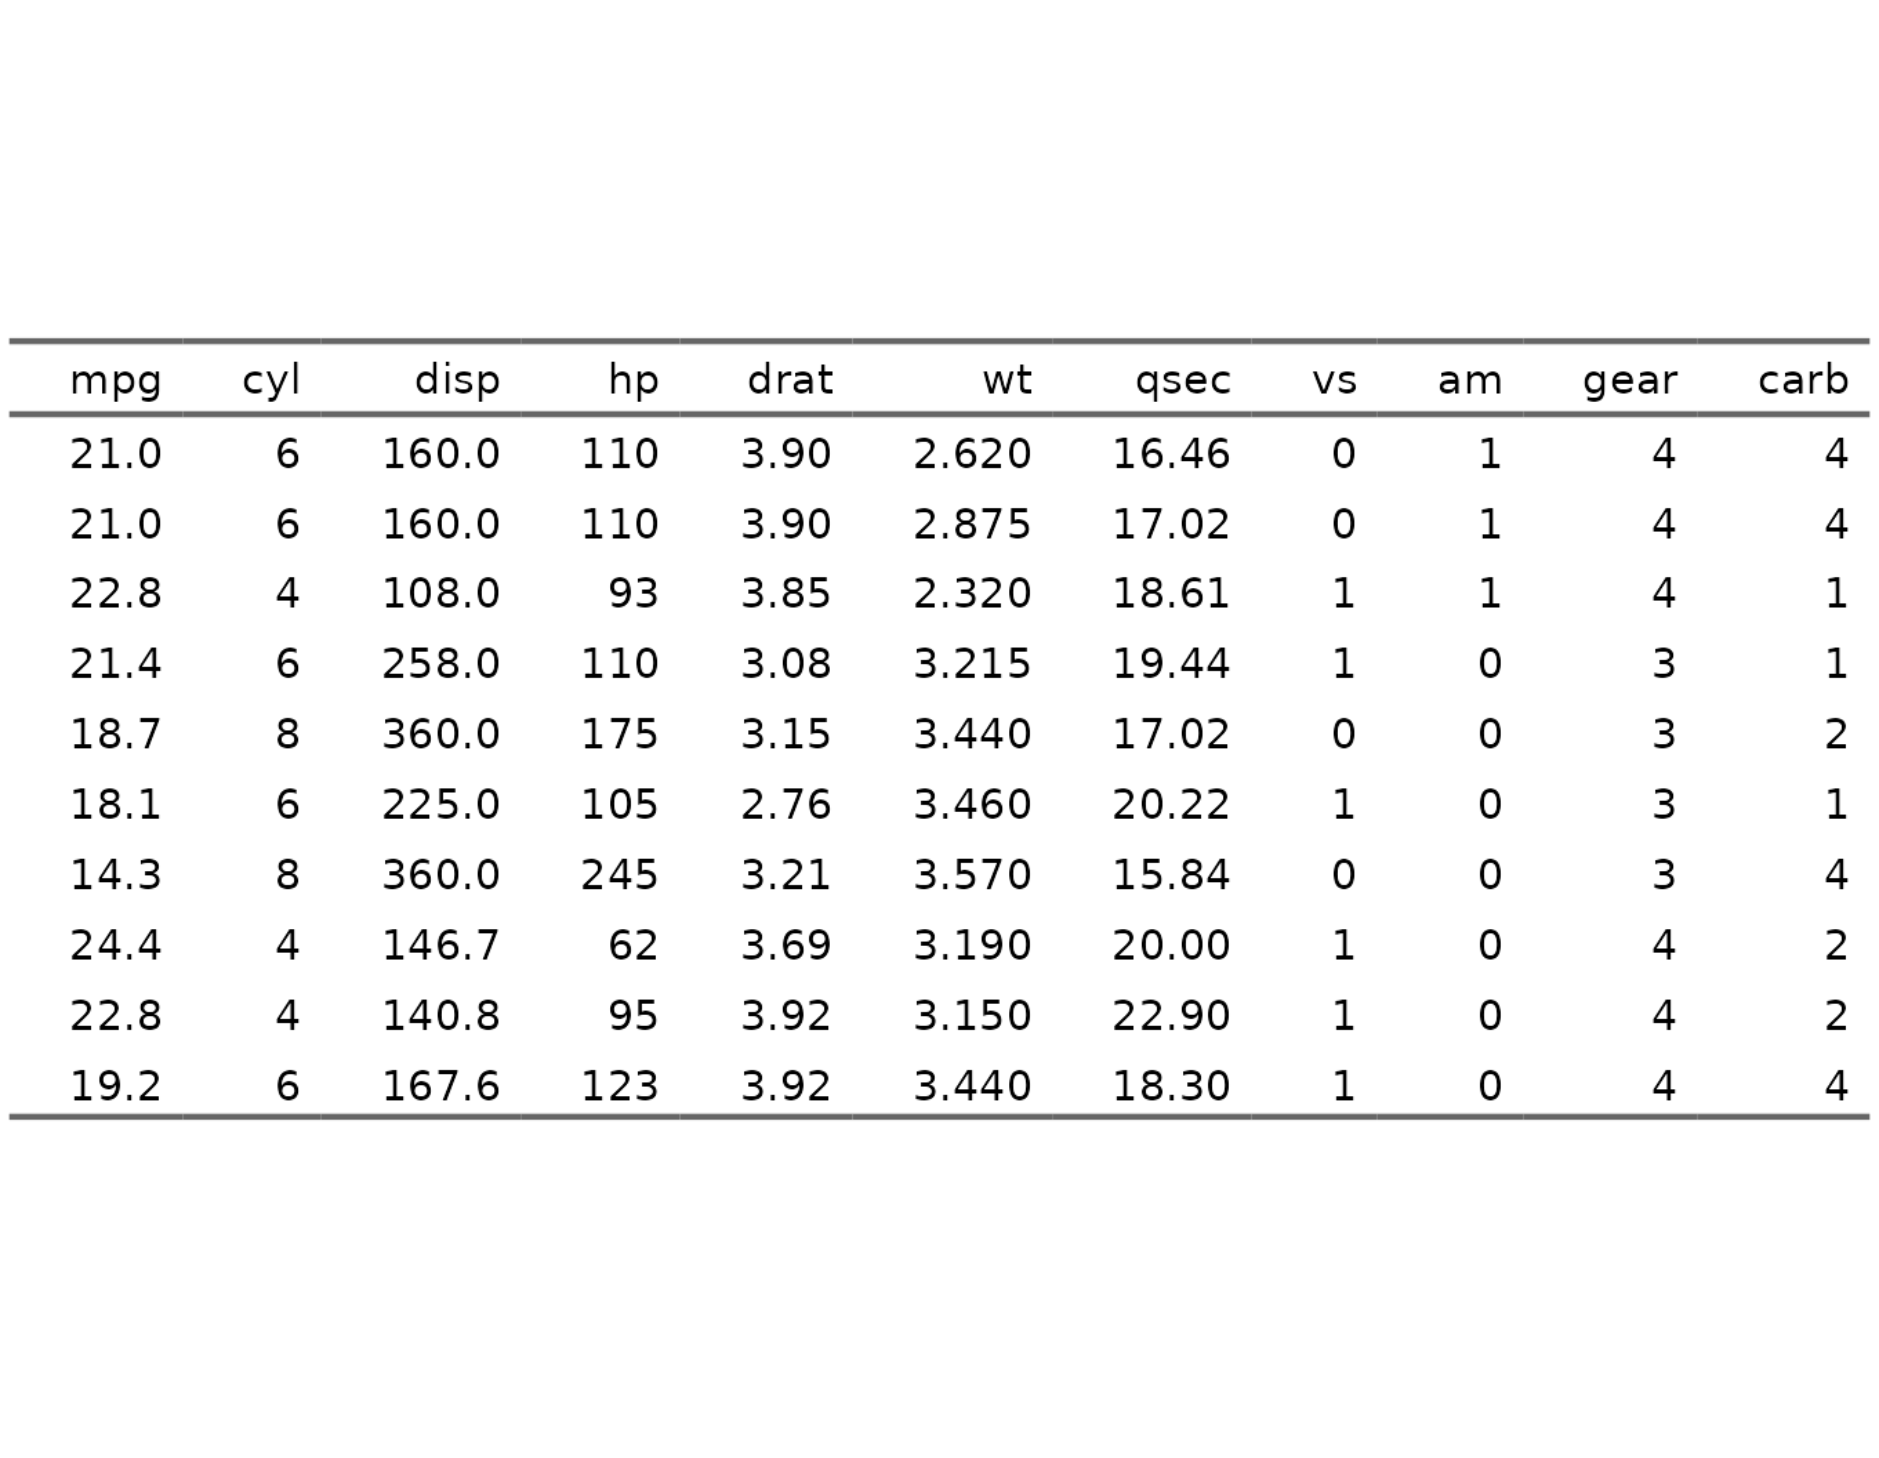 mpg cyl disp hp drat wt qsec vs am gear carb
21.0 6 160.0 110 3.90 2.620 16.46 0 1 4 4
21.0 6 160.0 110 3.90 2.875 17.02 0 1 4 4
22.8 4 108.0 93 3.85 2.320 18.61 1 1 4 1
21.4 6 258.0 110 3.08 3.215 19.44 1 0 3 1
18.7 8 360.0 175 3.15 3.440 17.02 0 0 3 2
18.1 6 225.0 105 2.76 3.460 20.22 1 0 3 1
14.3 8 360.0 245 3.21 3.570 15.84 0 0 3 4
24.4 4 146.7 62 3.69 3.190 20.00 1 0 4 2
22.8 4 140.8 95 3.92 3.150 22.90 1 0 4 2
19.2 6 167.6 123 3.92 3.440 18.30 1 0 4 4